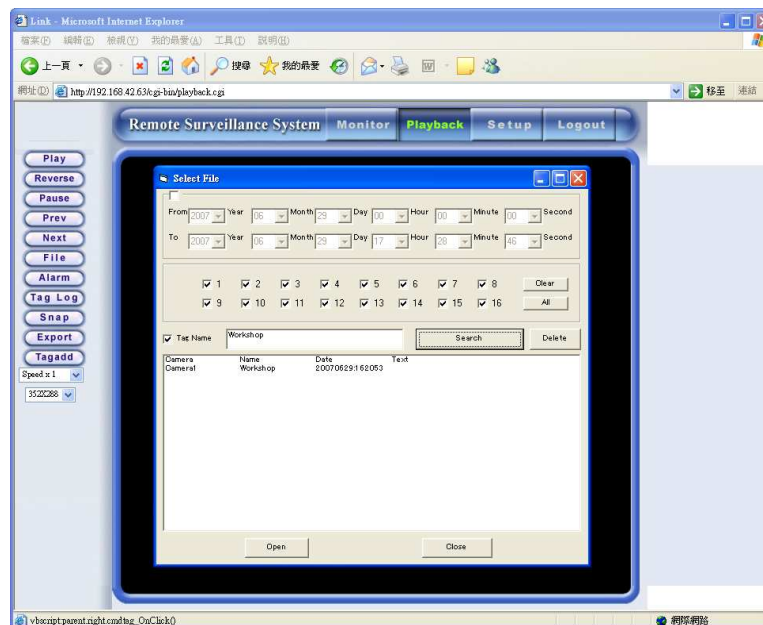 Link - Microsoft Internet Explorer
檔案(F) 編輯(E) 檢視(V) 我的最愛(A) 工具(T) 說明(H)
上一頁 搜尋 我的最愛
網址(D) http://192.168.42.63/cgi-bin/playback.cgi 移至 連結
Remote Surveillance System Monitor Playback Setup Logout
Play
Reverse
Pause
Prev
Next
File
Alarm
Tag Log
Snap
Export
Tagadd
Speed x 1
352X288
Select File
From 2007 Year 06 Month 29 Day 00 Hour 00 Minute 00 Second
To 2007 Year 06 Month 29 Day 17 Hour 28 Minute 46 Second
1 2 3 4 5 6 7 8 Clear
9 10 11 12 13 14 15 16 All
Tag Name Workshop Search Delete
Camera Name Date Text
Camera1 Workshop 20070629:162053
Open Close
vbscript:parent.right.cmdtag_OnClick() 網際網路